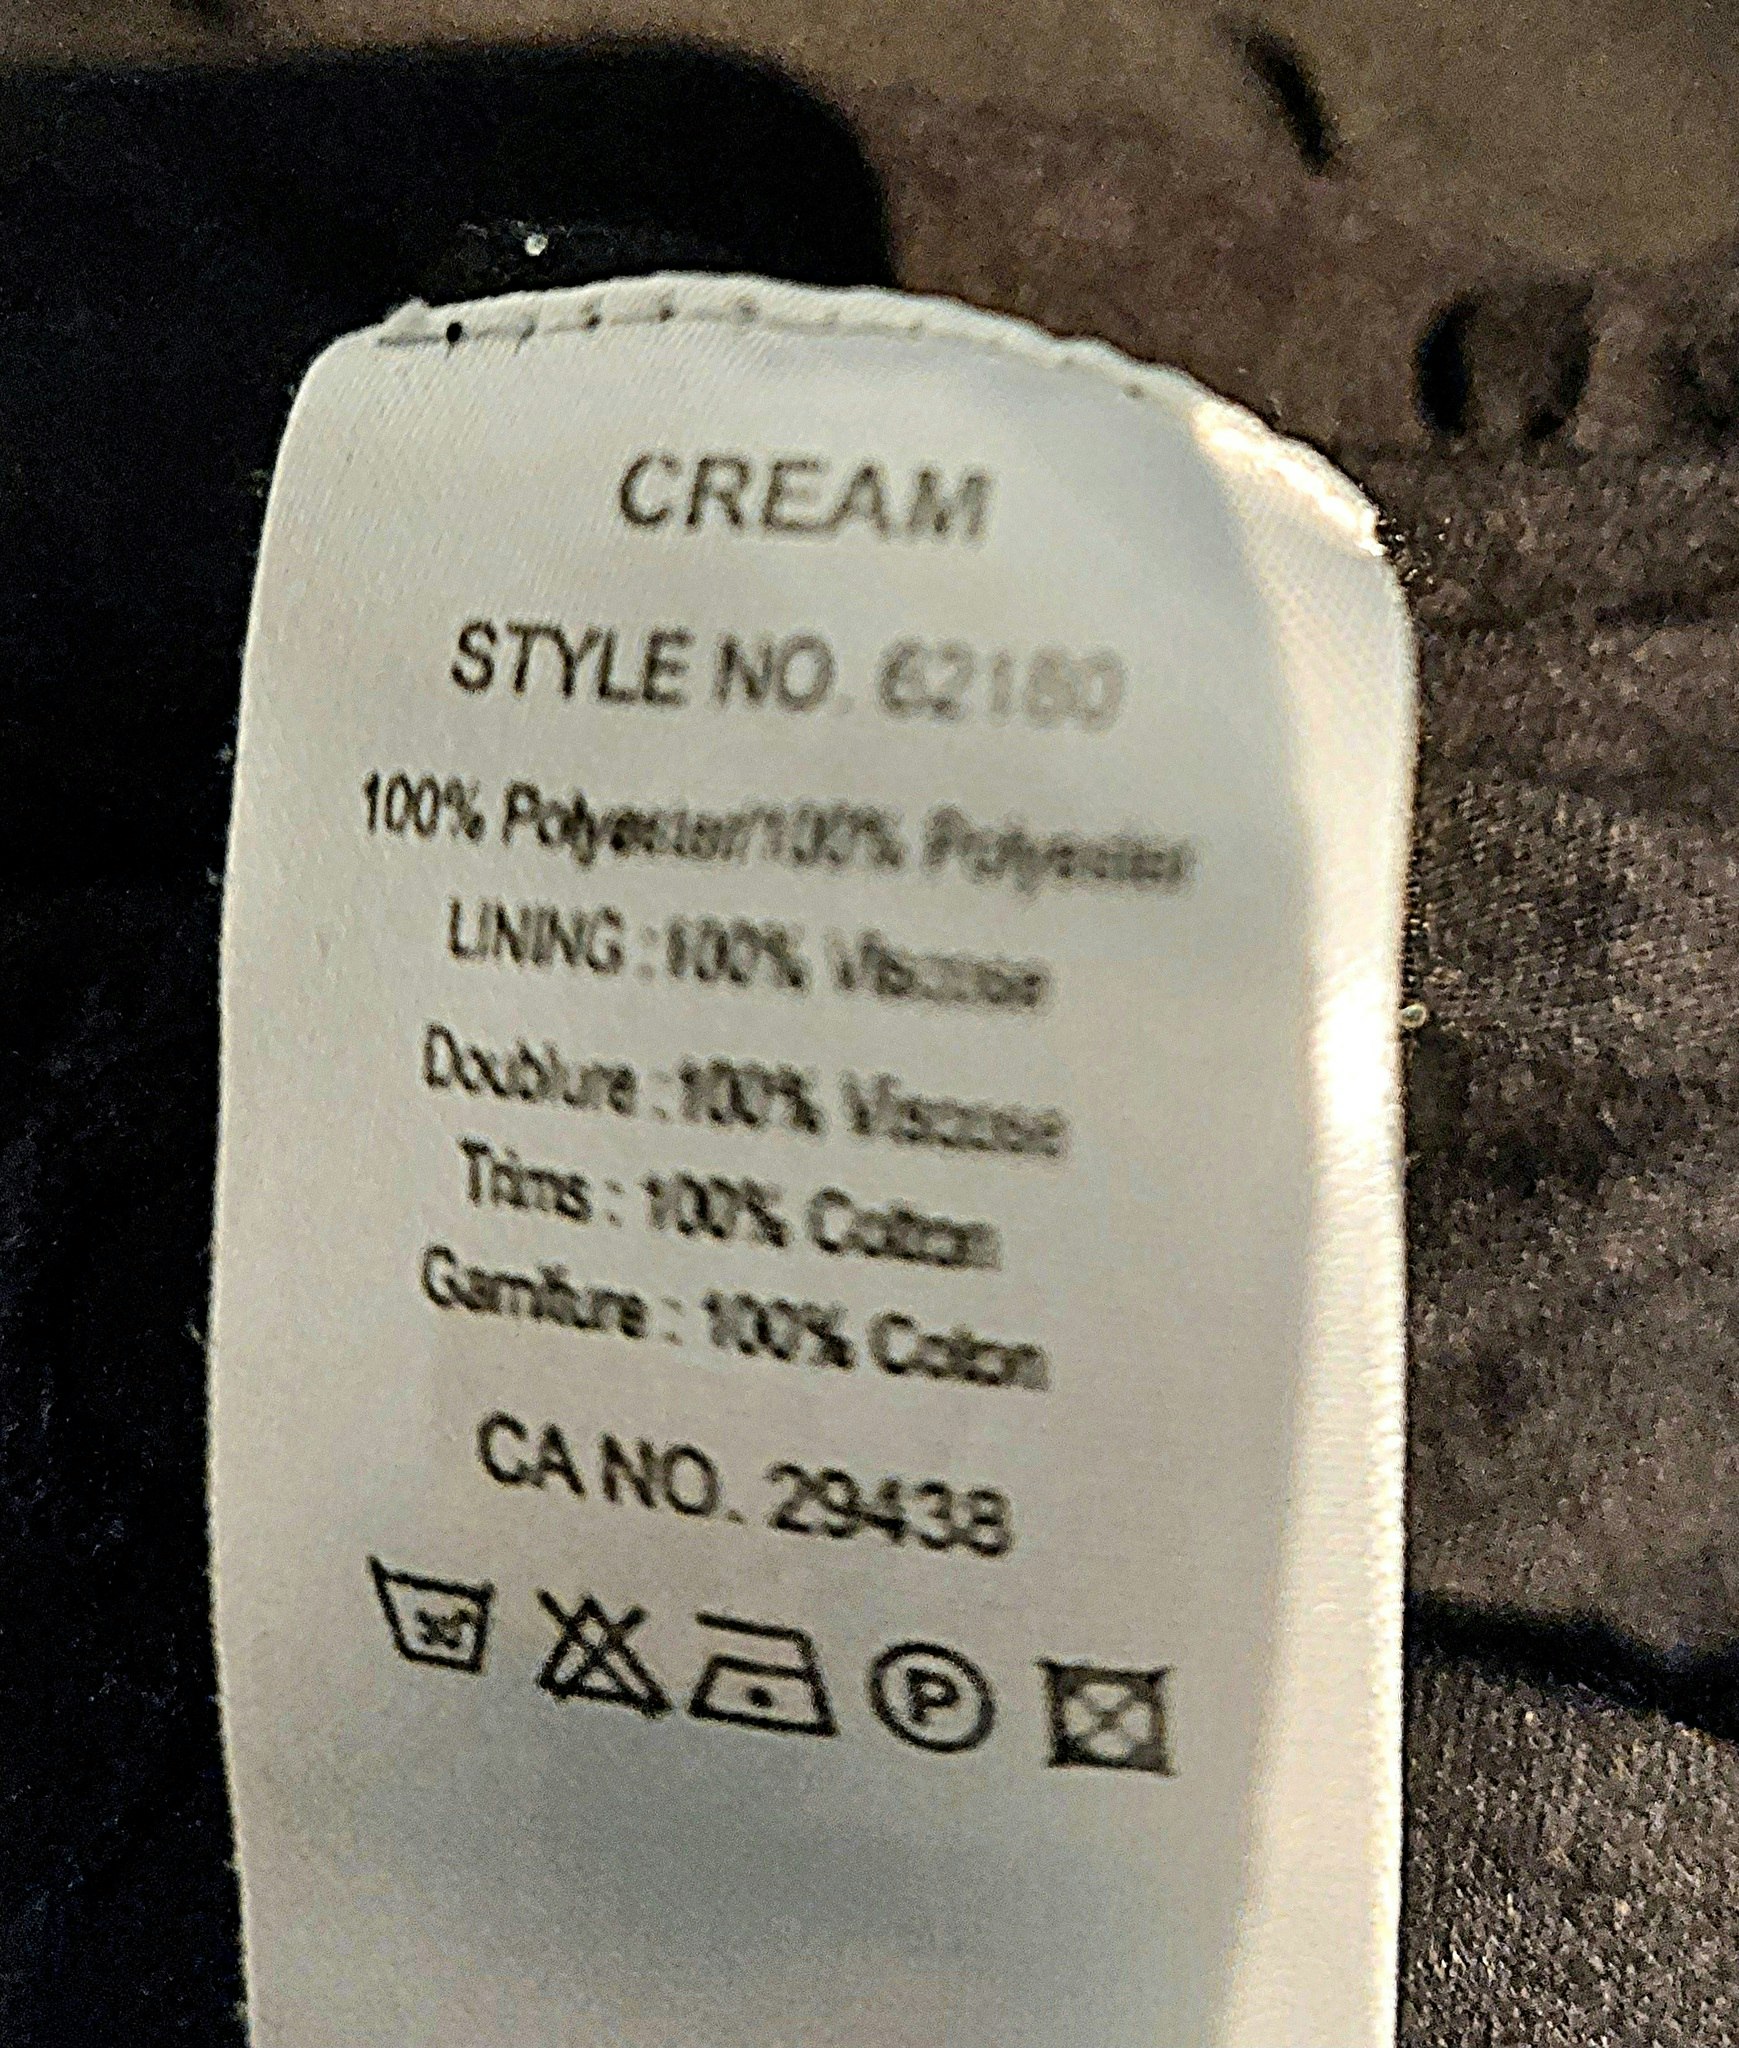 CREAM
STYLE NO. 62180
100% Polyester/100% Polyester
LINING :100% Viscose
Doublure :100% Viscose
Trims : 100% Cotton
Garniture : 100% Coton
CA NO. 29438
P